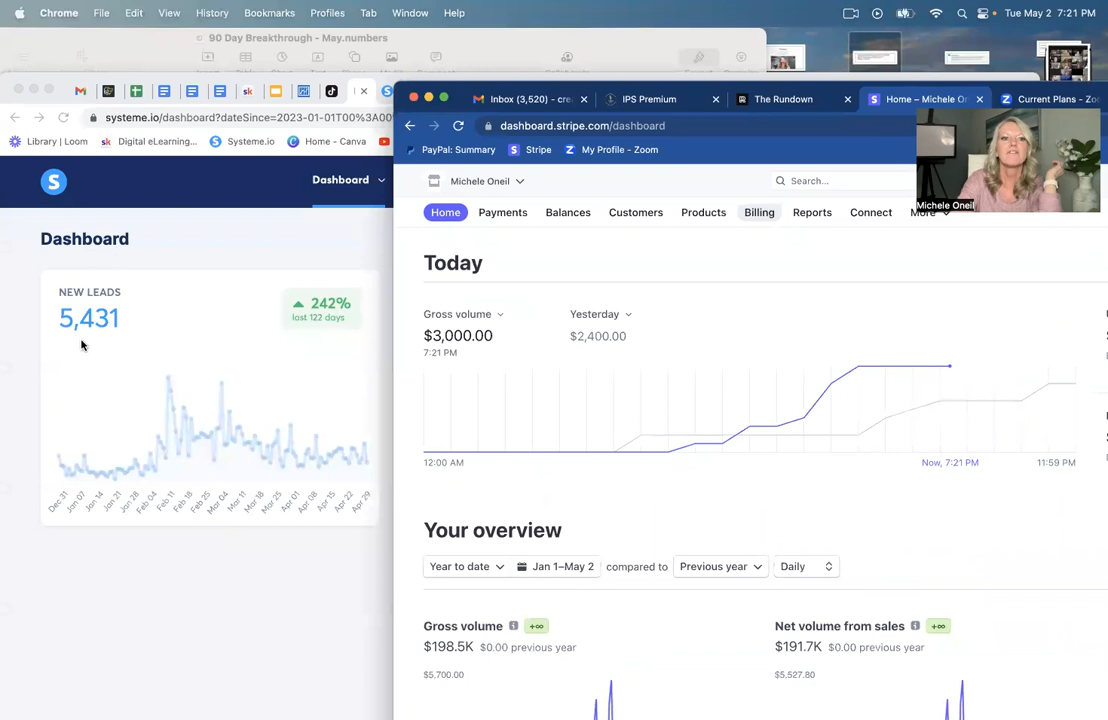 Chrome File Edit View History Bookmarks Profiles Tab Window Help Tue May 2 7:21 PM
90 Day Breakthrough - May.numbers
systeme.io/dashboard?dateSince=2023-01-01T00%3A00
Library | Loom sk Digital eLearning... Systeme.io Home - Canva
S Dashboard
Dashboard
NEW LEADS
5,431
242%
last 122 days
Dec 31 Jan 07 Jan 14 Jan 21 Jan 28 Feb 04 Feb 11 Feb 18 Feb 25 Mar 04 Mar 11 Mar 18 Mar 25 Apr 01 Apr 08 Apr 15 Apr 22 Apr 29
Inbox (3,520) - cre IPS Premium The Rundown Home – Michele O Current Plans - Zoo
dashboard.stripe.com/dashboard
PayPal: Summary S Stripe Z My Profile - Zoom
Michele Oneil Search...
Michele Oneil
Home Payments Balances Customers Products Billing Reports Connect More
Today
Gross volume Yesterday
$3,000.00 $2,400.00
7:21 PM
12:00 AM Now, 7:21 PM 11:59 PM
Your overview
Year to date Jan 1–May 2 compared to Previous year Daily
Gross volume +∞ Net volume from sales +∞
$198.5K $0.00 previous year $191.7K $0.00 previous year
$5,700.00 $5,527.80